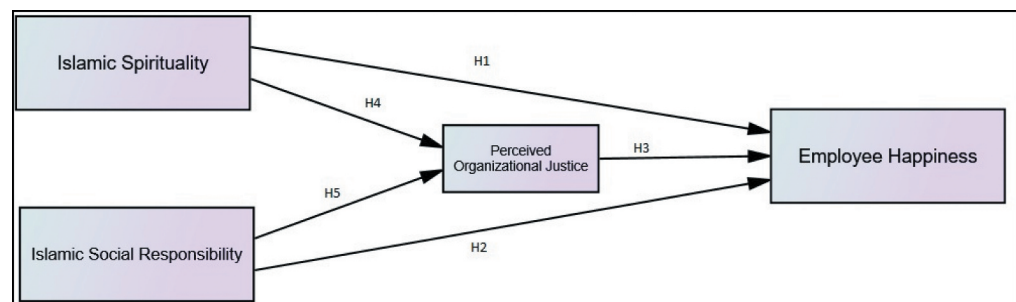 Islamic Spirituality
H1
H4
Perceived
Organizational Justice
H3
Employee Happiness
H5
Islamic Social Responsibility
H2